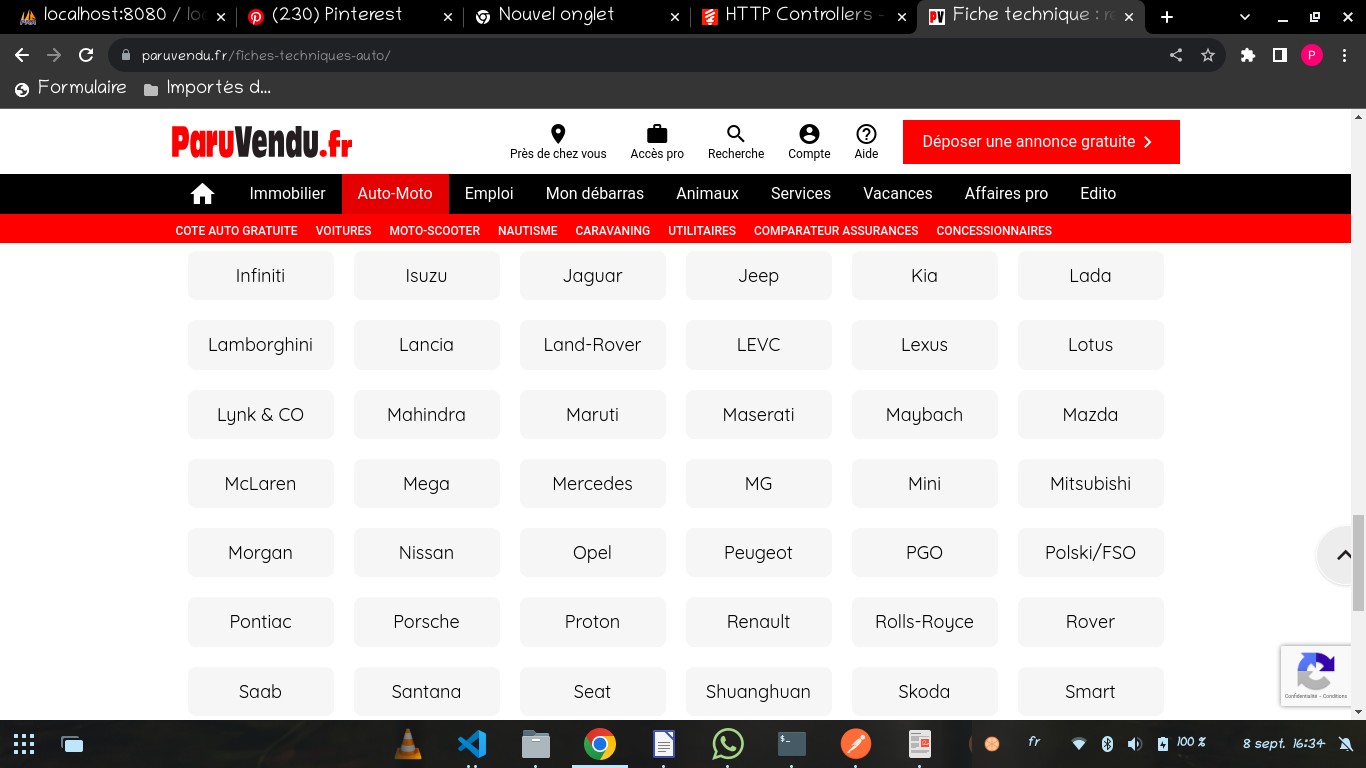 localhost:8080 / loc
(230) Pinterest
Nouvel onglet
HTTP Controllers -
Fiche technique : re
paruvendu.fr/fiches-techniques-auto/
P
Formulaire
Importés d...
ParuVendu.fr
Près de chez vous
Accès pro
Recherche
Compte
Aide
Déposer une annonce gratuite
Immobilier
Auto-Moto
Emploi
Mon débarras
Animaux
Services
Vacances
Affaires pro
Edito
COTE AUTO GRATUITE
VOITURES
MOTO-SCOOTER
NAUTISME
CARAVANING
UTILITAIRES
COMPARATEUR ASSURANCES
CONCESSIONNAIRES
Infiniti
Isuzu
Jaguar
Jeep
Kia
Lada
Lamborghini
Lancia
Land-Rover
LEVC
Lexus
Lotus
Lynk & CO
Mahindra
Maruti
Maserati
Maybach
Mazda
McLaren
Mega
Mercedes
MG
Mini
Mitsubishi
Morgan
Nissan
Opel
Peugeot
PGO
Polski/FSO
Pontiac
Porsche
Proton
Renault
Rolls-Royce
Rover
Saab
Santana
Seat
Shuanghuan
Skoda
Smart
Confidentialité - Conditions
fr
100 %
8 sept. 16:34